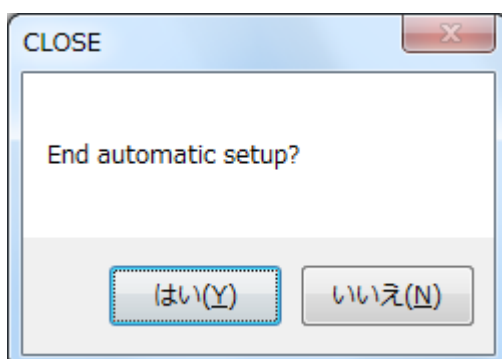 CLOSE
End automatic setup?
はい(Y) いいえ(N)